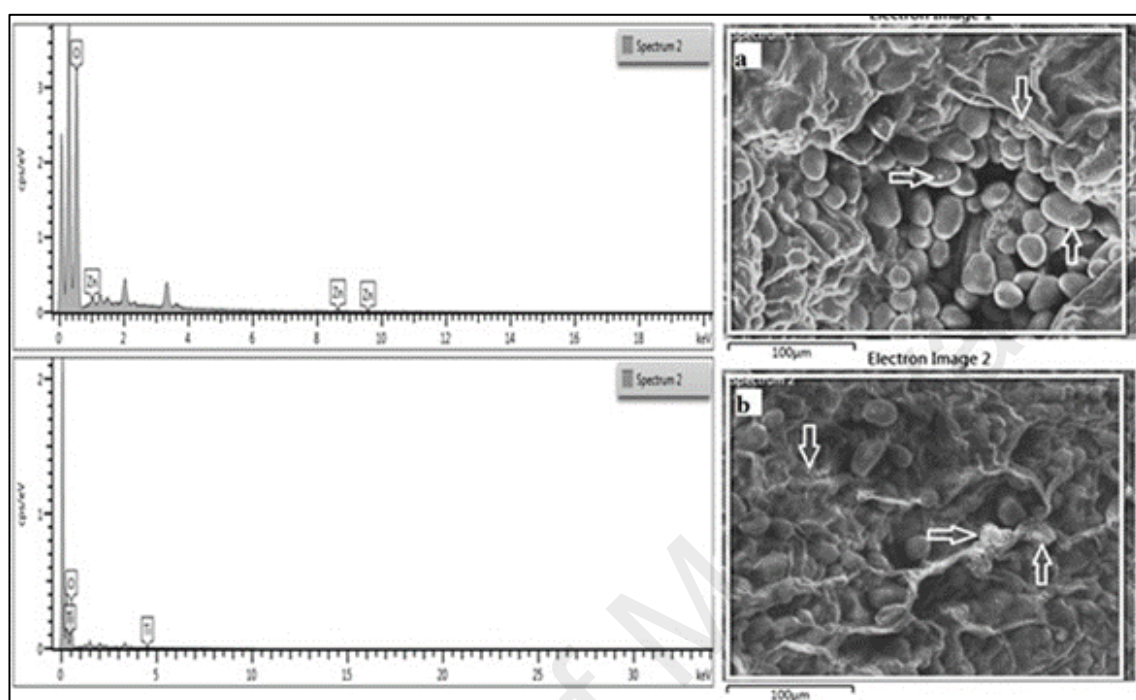 Spectrum 2
cps/eV
3
2
1
0
O
Zn
Zn
Zn
0 2 4 6 8 10 12 14 16 18 keV
Electron Image 1
a
100µm
Spectrum 2
cps/eV
2
1
0
O
Ti
Ti
0 5 10 15 20 25 30 keV
Electron Image 2
Spectrum 2
b
100µm